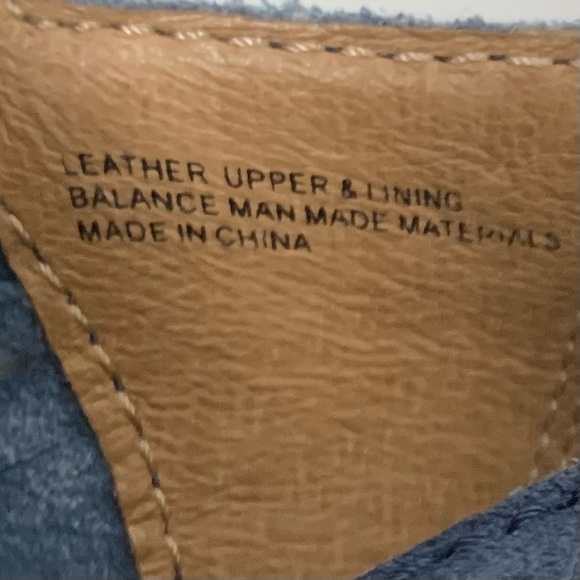 LEATHER UPPER & LINING
BALANCE MAN MADE MATERIALS
MADE IN CHINA